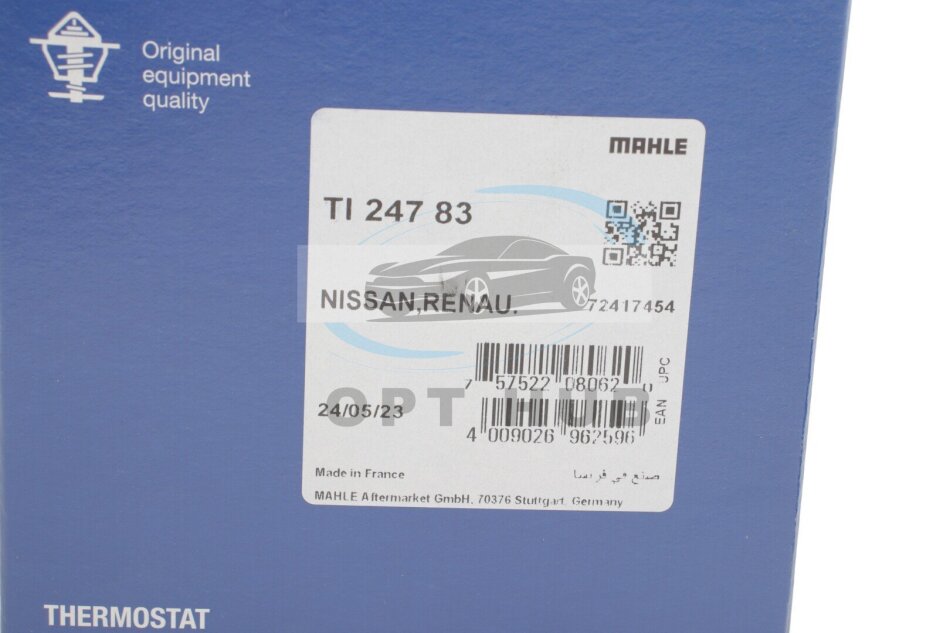 Original
equipment
quality
MAHLE
TI 247 83
NISSAN,RENAU.
72417454
7 57522 08062 0
UPC
OPT HUB
24/05/23
EAN
4 009026 962596
Made in France
صنع في فرنسا
MAHLE Aftermarket GmbH, 70376 Stuttgart, Germany
THERMOSTAT